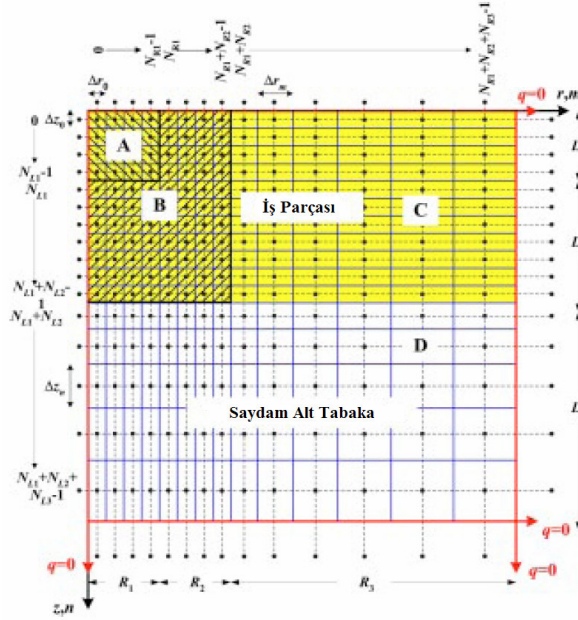 0
N_R1-1
N_R1
N_R1+N_R2-1
N_R1+N_R2
N_R1+N_R2+N_R3-1
Δr_0
Δr_m
q=0
r,m
0
Δz_0
A
N_L1-1
N_L1
B
İş Parçası
C
N_L1+N_L2-
1
N_L1+N_L2
D
Δz_n
Saydam Alt Tabaka
N_L1+N_L2+
N_L3-1
q=0
q=0
q=0
R_1
R_2
R_3
z,n